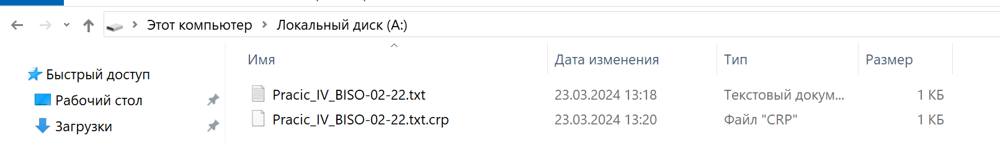 Этот компьютер > Локальный диск (A:)
Имя Дата изменения Тип Размер
Быстрый доступ
Рабочий стол
Загрузки
Pracic_IV_BISO-02-22.txt 23.03.2024 13:18 Текстовый докум... 1 КБ
Pracic_IV_BISO-02-22.txt.crp 23.03.2024 13:20 Файл "CRP" 1 КБ